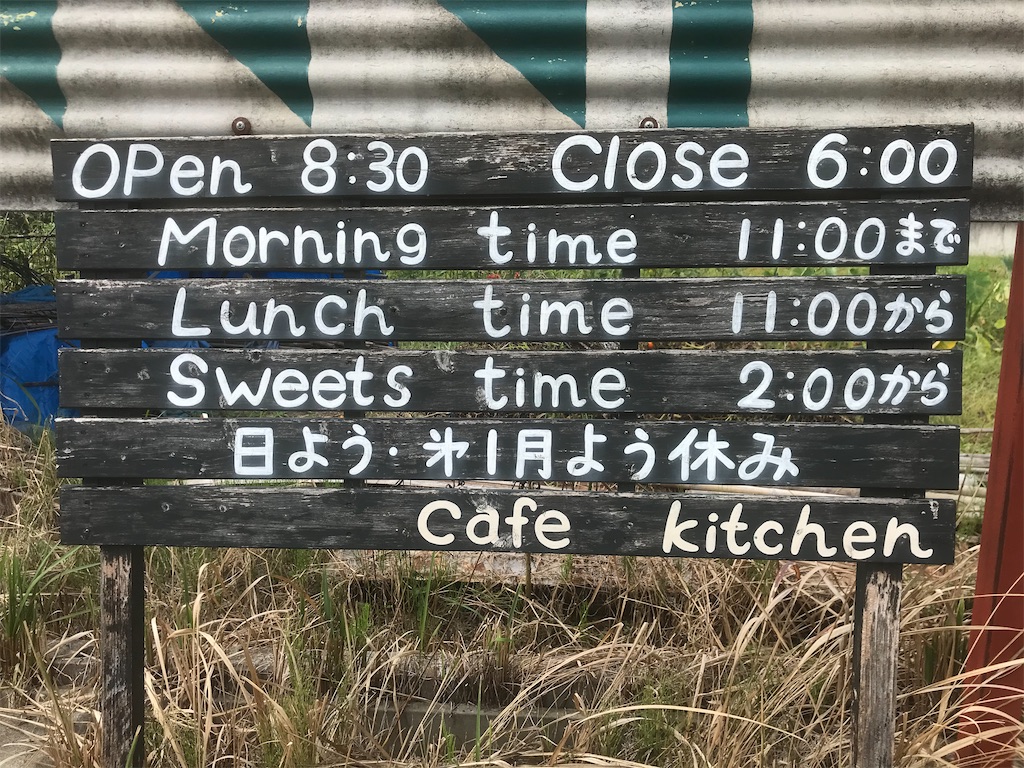 Open 8:30 Close 6:00
Morning time 11:00まで
Lunch time 11:00から
Sweets time 2:00から
日よう・㐧1月よう休み
Cafe kitchen